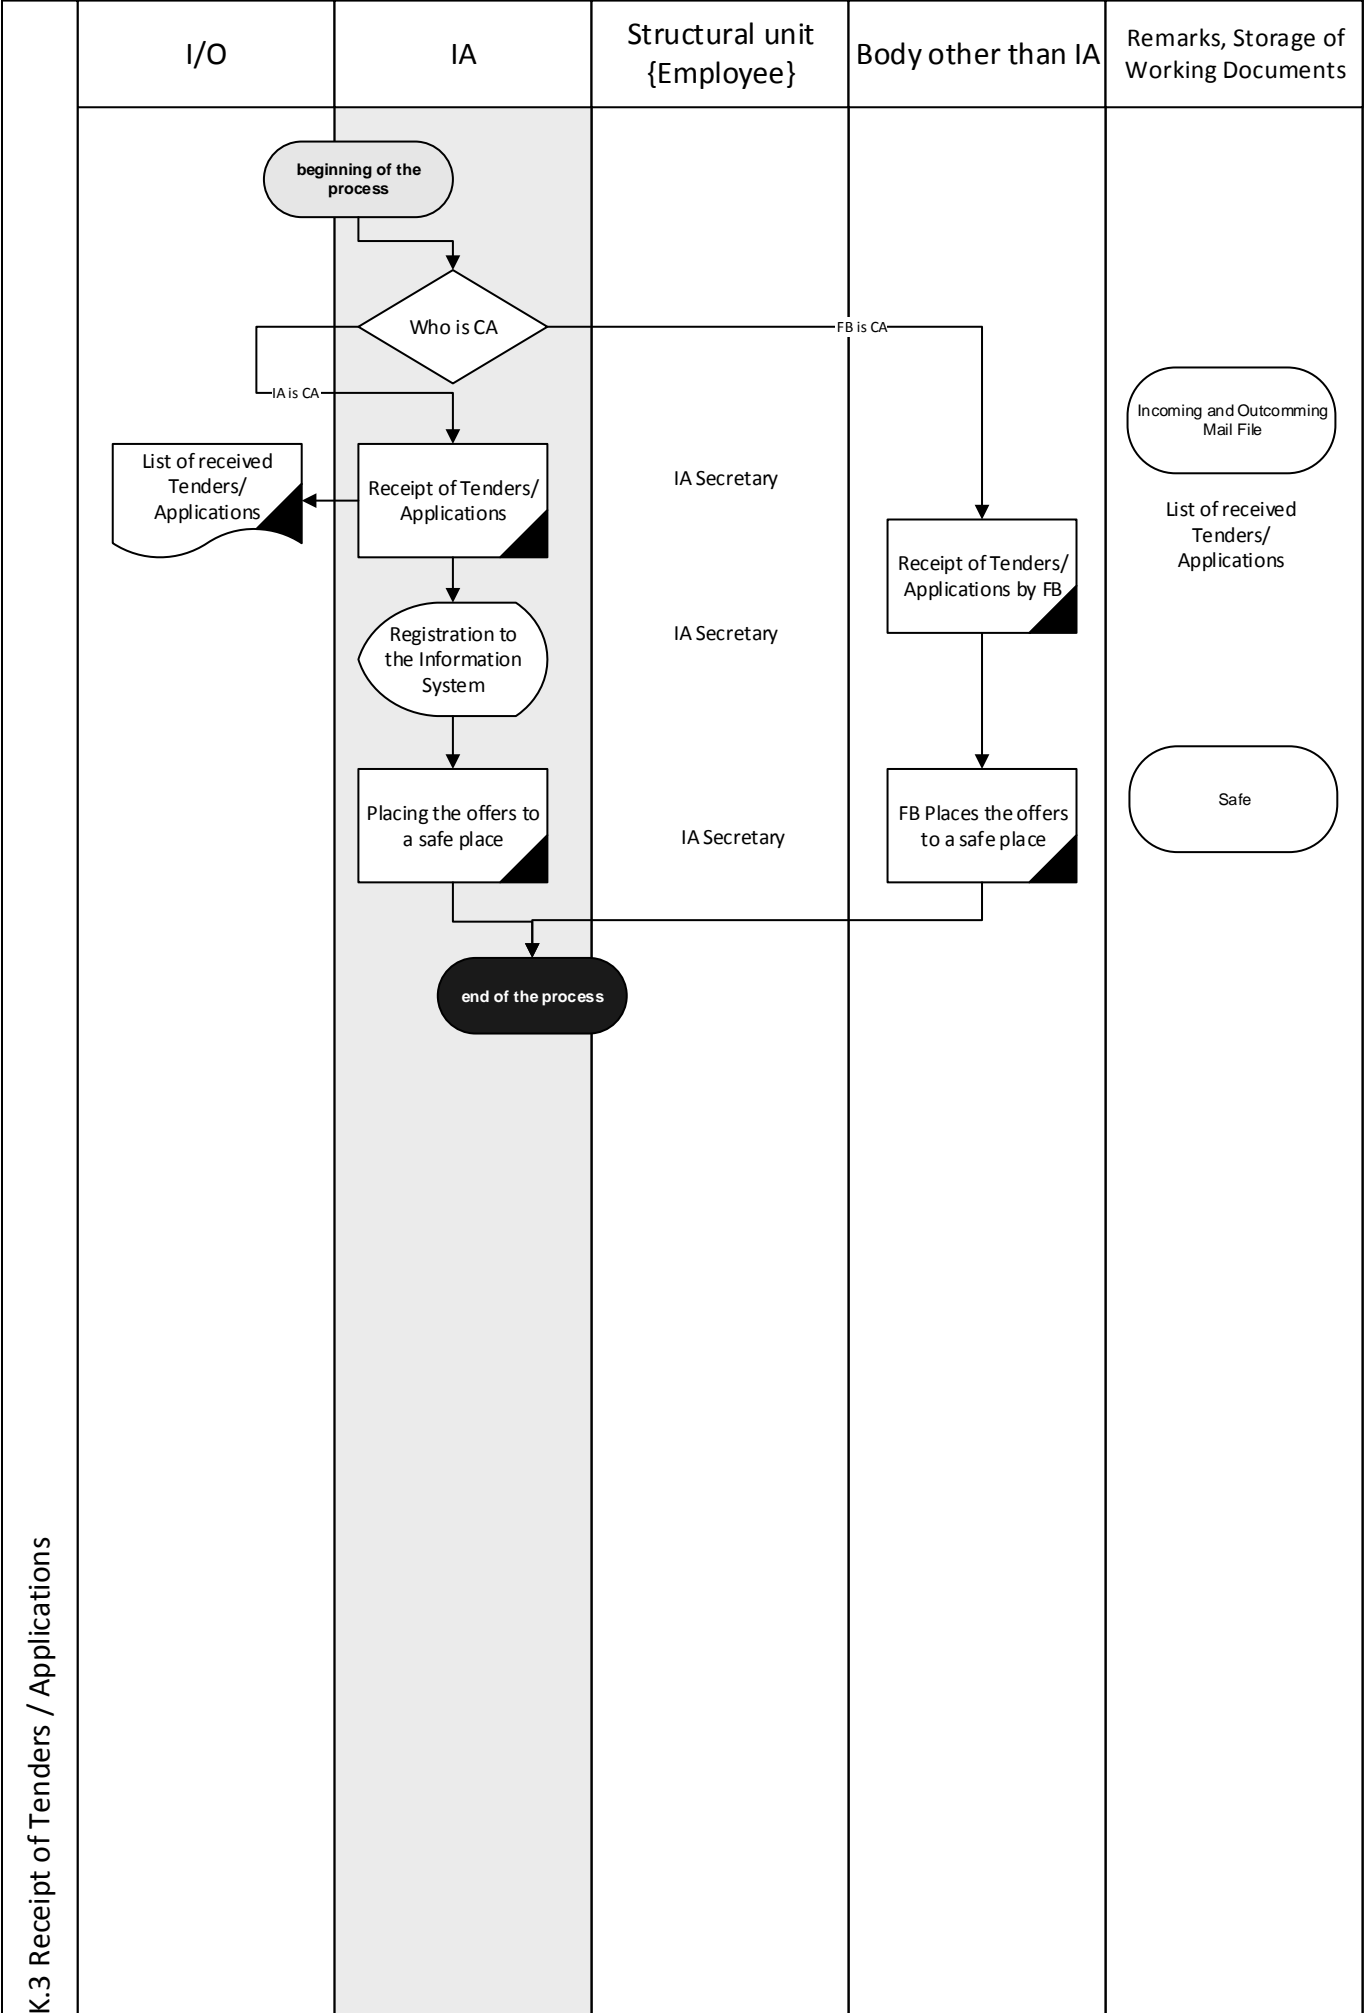 I/O
IA
Structural unit
{Employee}
Body other than IA
Remarks, Storage of
Working Documents
beginning of the
process
Who is CA
FB is CA
IA is CA
Incoming and Outcomming
Mail File
List of received
Tenders/
Applications
Receipt of Tenders/
Applications
IA Secretary
List of received
Tenders/
Applications
Receipt of Tenders/
Applications by FB
Registration to
the Information
System
IA Secretary
Placing the offers to
a safe place
IA Secretary
FB Places the offers
to a safe place
Safe
end of the process
K.3 Receipt of Tenders / Applications